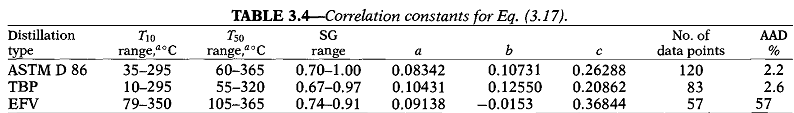 TABLE 3.4—Correlation constants for Eq. (3.17).
Distillation T10 T50 SG No. of AAD
type range,ᵃ°C range,ᵃ°C range a b c data points %
ASTM D 86 35–295 60–365 0.70–1.00 0.08342 0.10731 0.26288 120 2.2
TBP 10–295 55–320 0.67–0.97 0.10431 0.12550 0.20862 83 2.6
EFV 79–350 105–365 0.74–0.91 0.09138 −0.0153 0.36844 57 57